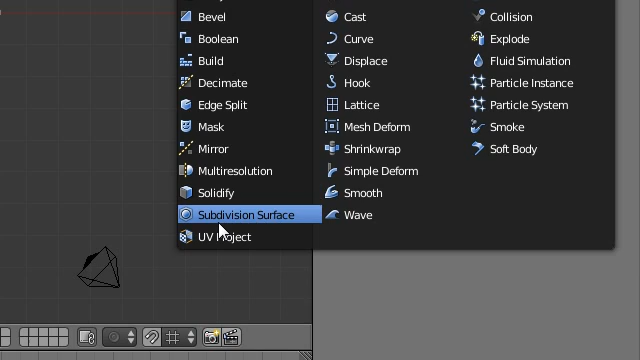 Bevel
Boolean
Build
Decimate
Edge Split
Mask
Mirror
Multiresolution
Solidify
Subdivision Surface
UV Project
Cast
Curve
Displace
Hook
Lattice
Mesh Deform
Shrinkwrap
Simple Deform
Smooth
Wave
Collision
Explode
Fluid Simulation
Particle Instance
Particle System
Smoke
Soft Body